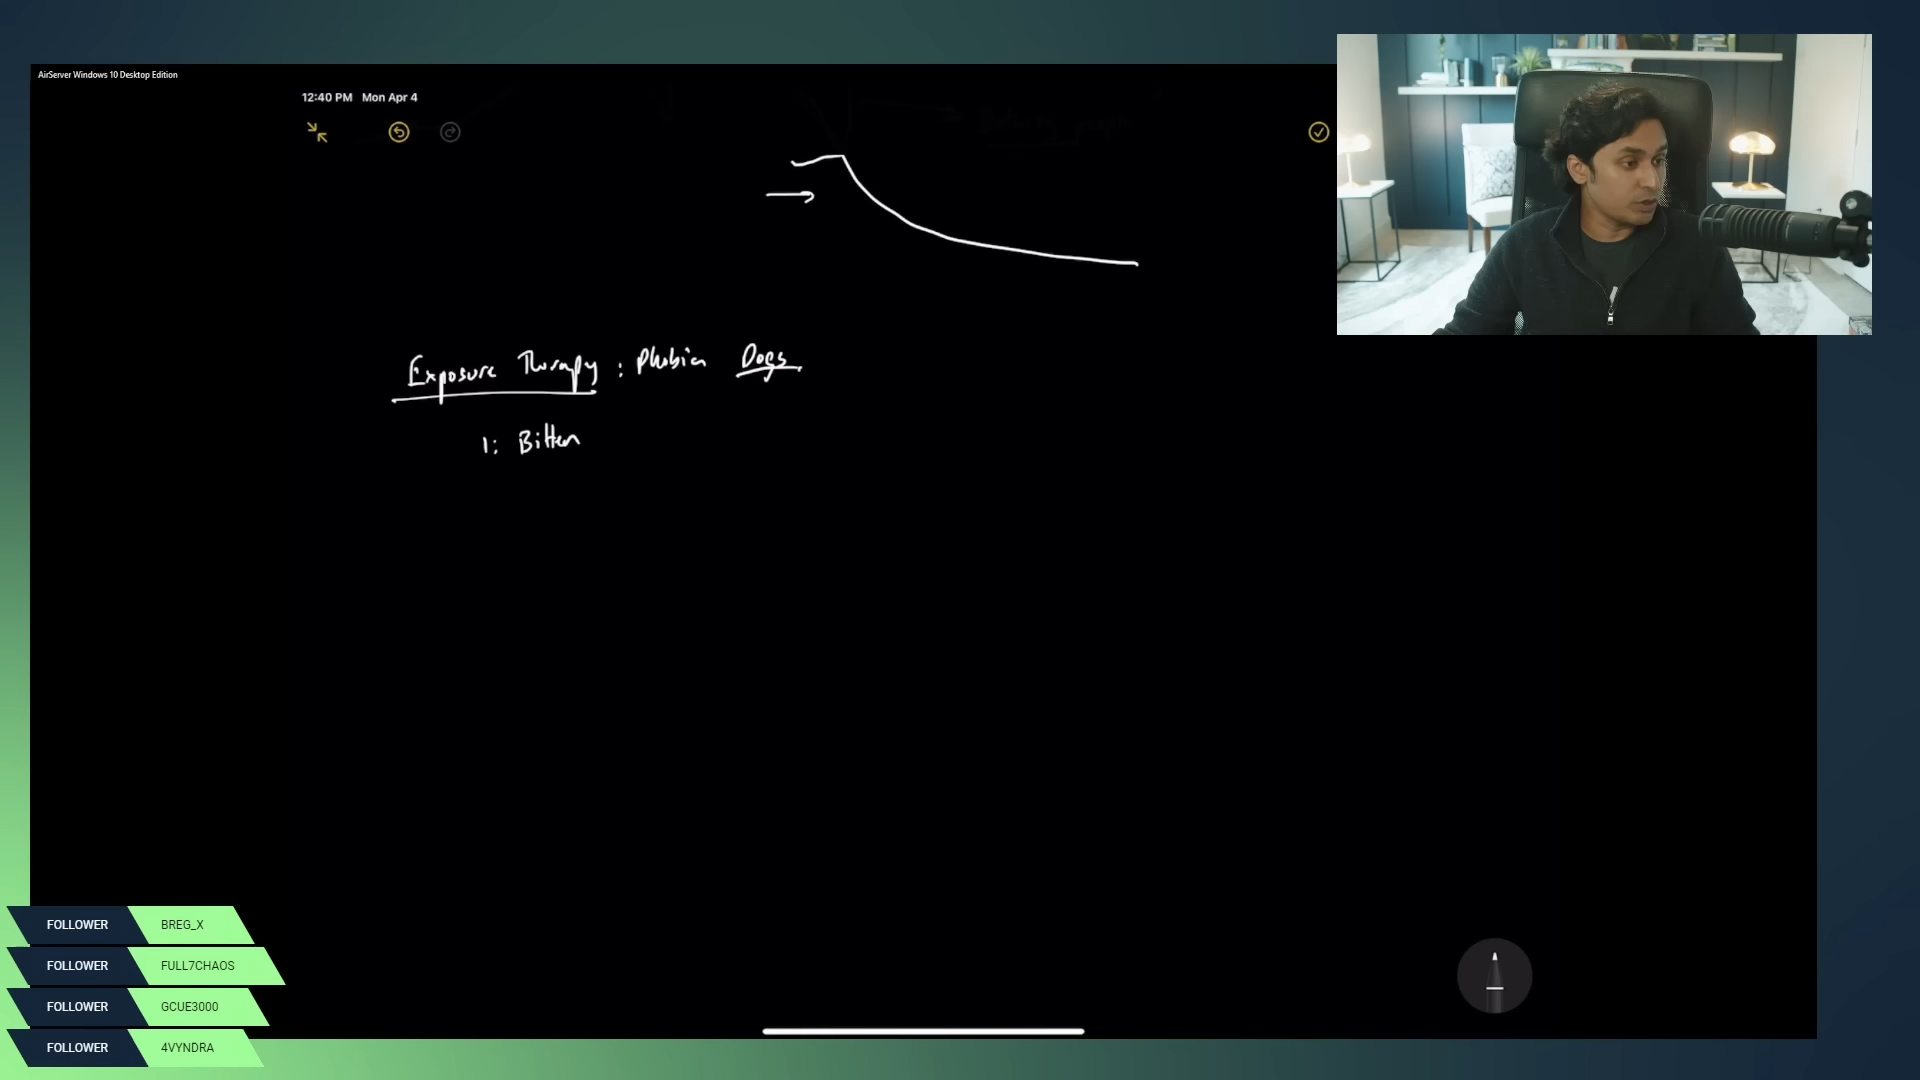 AirServer Windows 10 Desktop Edition
12:40 PM Mon Apr 4
Exposure Therapy : Phobia Dogs
1: Bitten
FOLLOWER BREG_X
FOLLOWER FULL7CHAOS
FOLLOWER GCUE3000
FOLLOWER 4VYNDRA